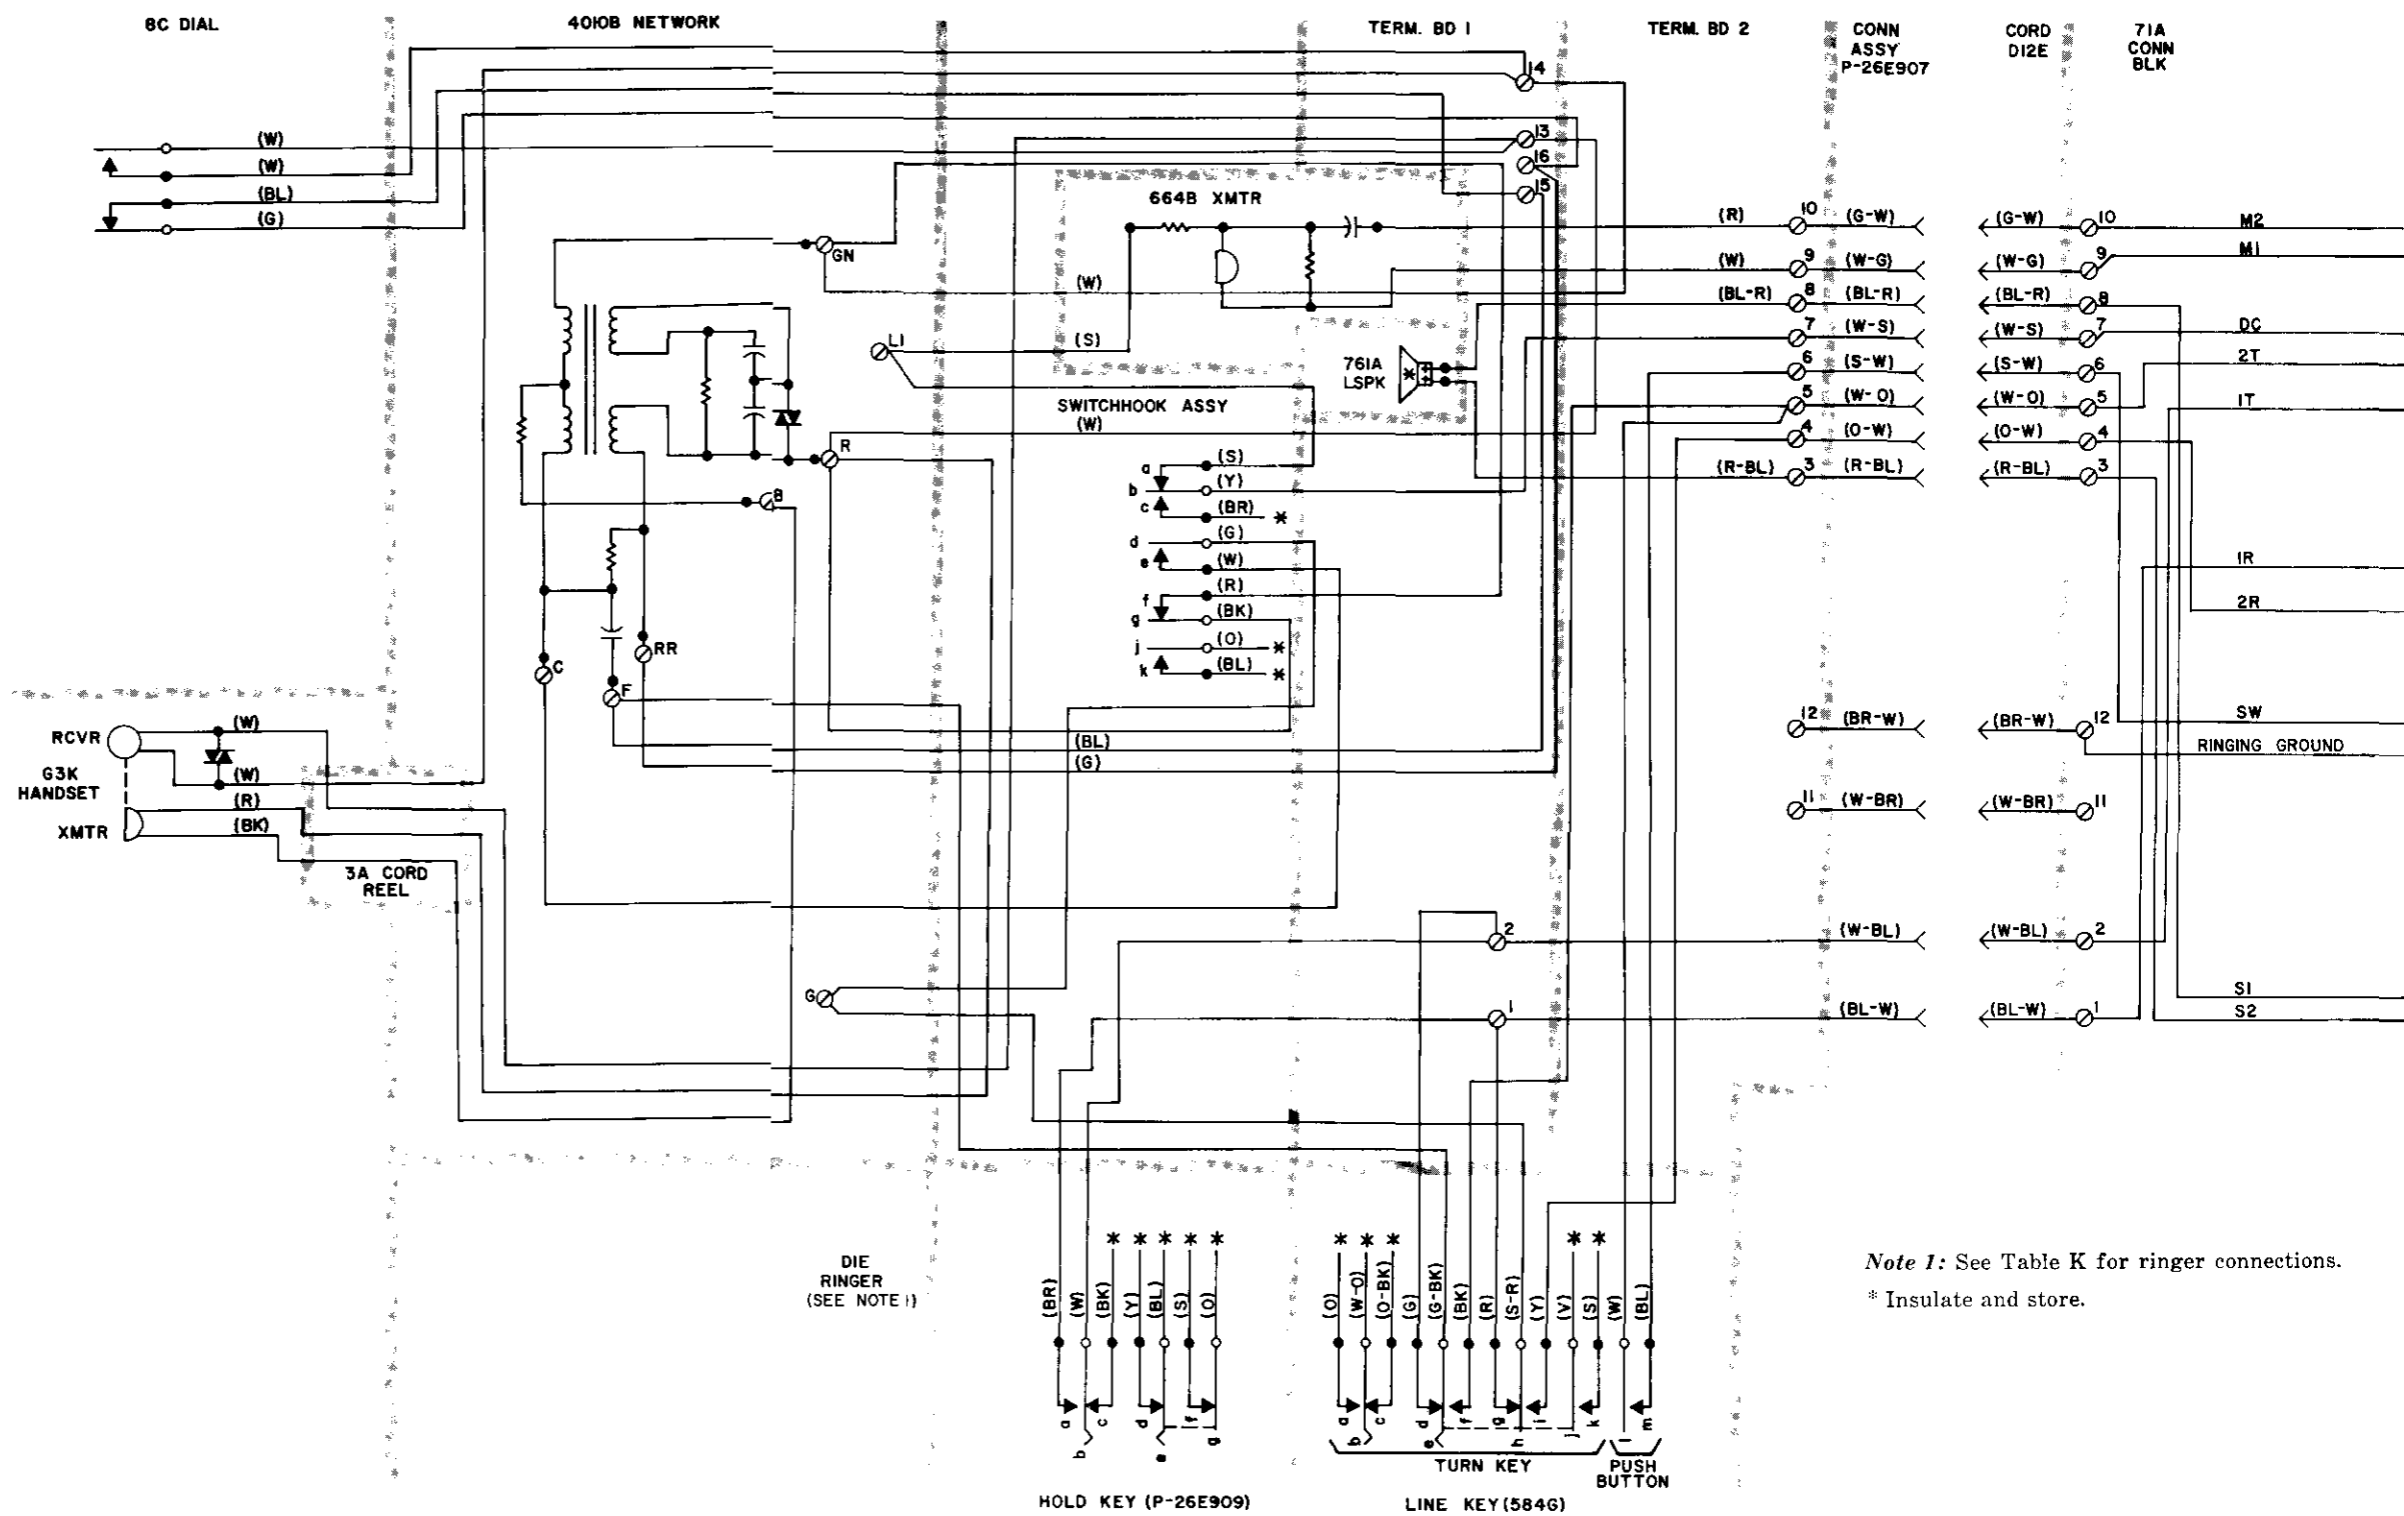 8C DIAL
4010B NETWORK
TERM. BD 1
TERM. BD 2
CONN
ASSY
P-26E907
CORD
D12E
71A
CONN
BLK
(W)
(W)
(BL)
(G)
14
13
16
15
664B XMTR
GN
(W)
L1
(S)
761A
LSPK
*
SWITCHHOOK ASSY
(W)
R
B
C
F
RR
G
a
(S)
b
(Y)
c
(BR)
*
d
(G)
e
(W)
f
(R)
g
(BK)
j
(O)
*
k
(BL)
*
(BL)
(G)
(R)
10
(G-W)
(G-W)
10
M2
(W)
9
(W-G)
(W-G)
9
M1
(BL-R)
8
(BL-R)
(BL-R)
8
7
(W-S)
(W-S)
7
DC
6
(S-W)
(S-W)
6
2T
5
(W-O)
(W-O)
5
1T
4
(O-W)
(O-W)
4
(R-BL)
3
(R-BL)
(R-BL)
3
1R
2R
12
(BR-W)
(BR-W)
12
SW
RINGING GROUND
11
(W-BR)
(W-BR)
11
2
(W-BL)
(W-BL)
2
1
(BL-W)
(BL-W)
1
S1
S2
RCVR
(W)
G3K
HANDSET
(W)
(R)
XMTR
(BK)
3A CORD
REEL
DIE
RINGER
(SEE NOTE 1)
* * * * *
(BR)
(W)
(BK)
(Y)
(BL)
(S)
(O)
a
b
c
d
e
f
g
HOLD KEY (P-26E909)
* * * * *
(O)
(W-O)
(O-BK)
(G)
(G-BK)
(BK)
(R)
(S-R)
(Y)
(V)
(S)
(W)
(BL)
a
b
c
d
e
f
g
h
i
j
k
l
m
TURN KEY
PUSH
BUTTON
LINE KEY (584G)
Note 1: See Table K for ringer connections.
* Insulate and store.